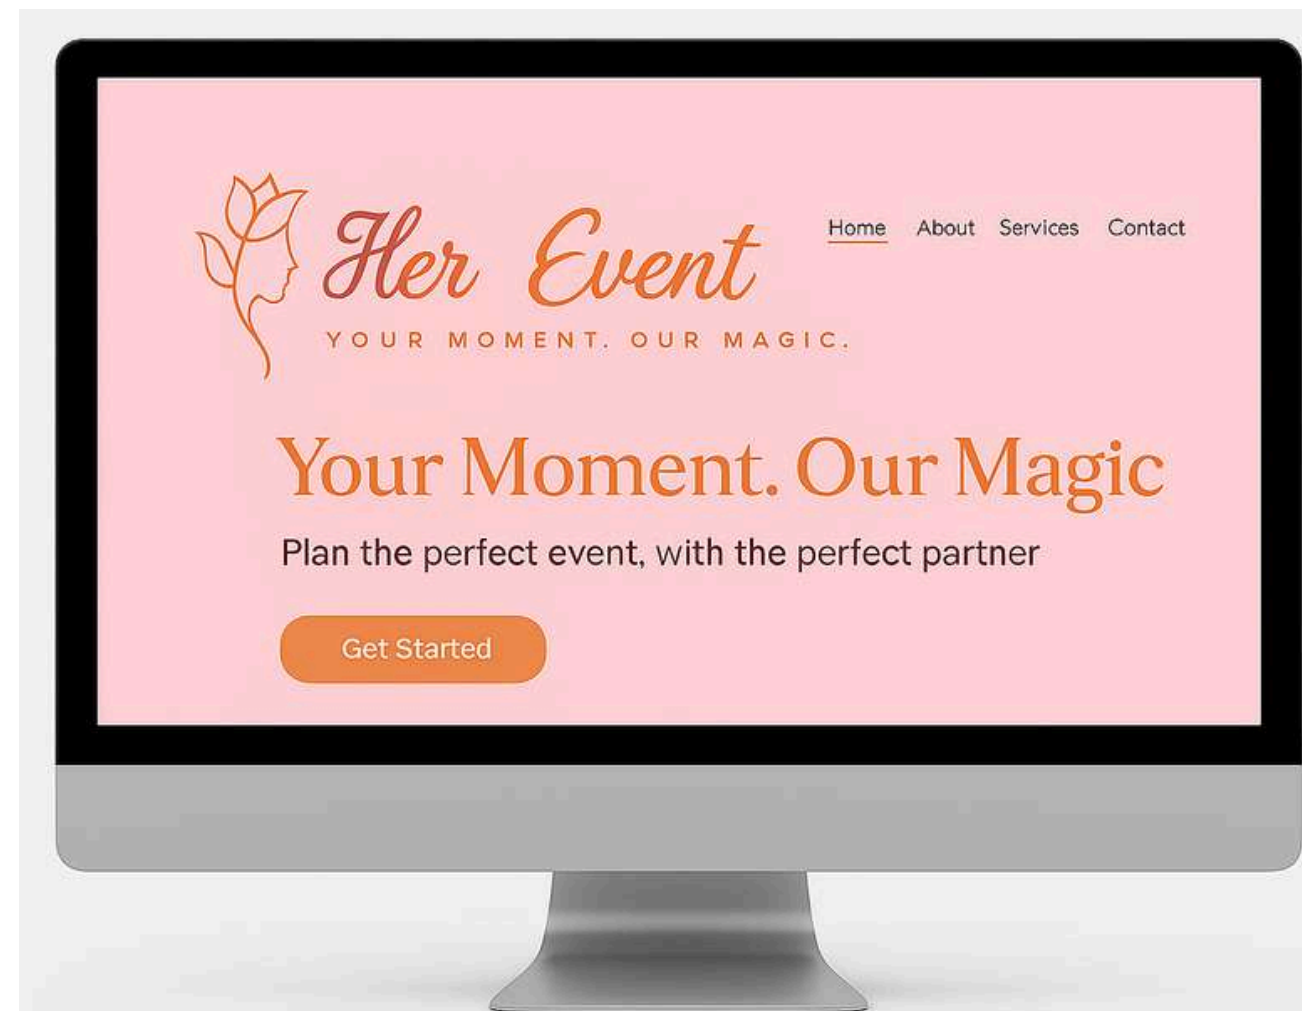 Her Event
Home About Services Contact
YOUR MOMENT. OUR MAGIC.
Your Moment. Our Magic
Plan the perfect event, with the perfect partner
Get Started